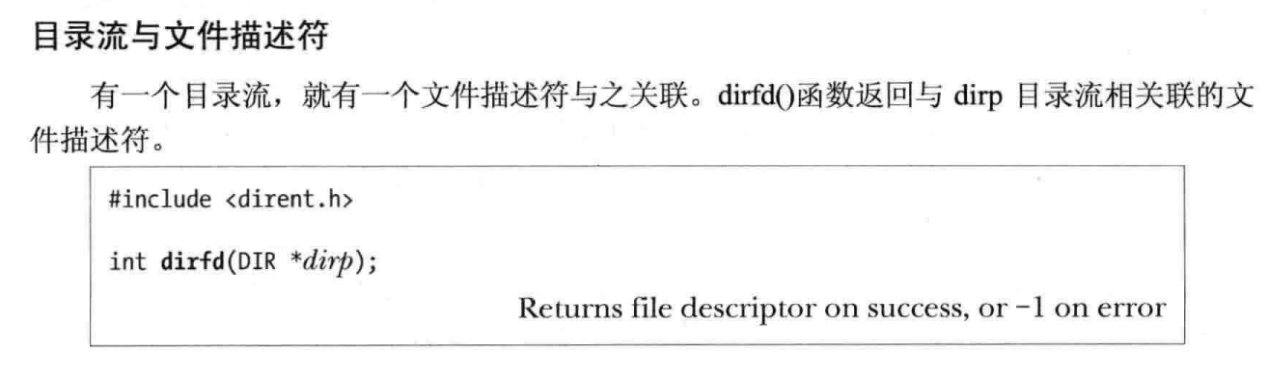 目录流与文件描述符
有一个目录流，就有一个文件描述符与之关联。dirfd()函数返回与 dirp 目录流相关联的文
件描述符。
#include <dirent.h>
int dirfd(DIR *dirp);
Returns file descriptor on success, or −1 on error